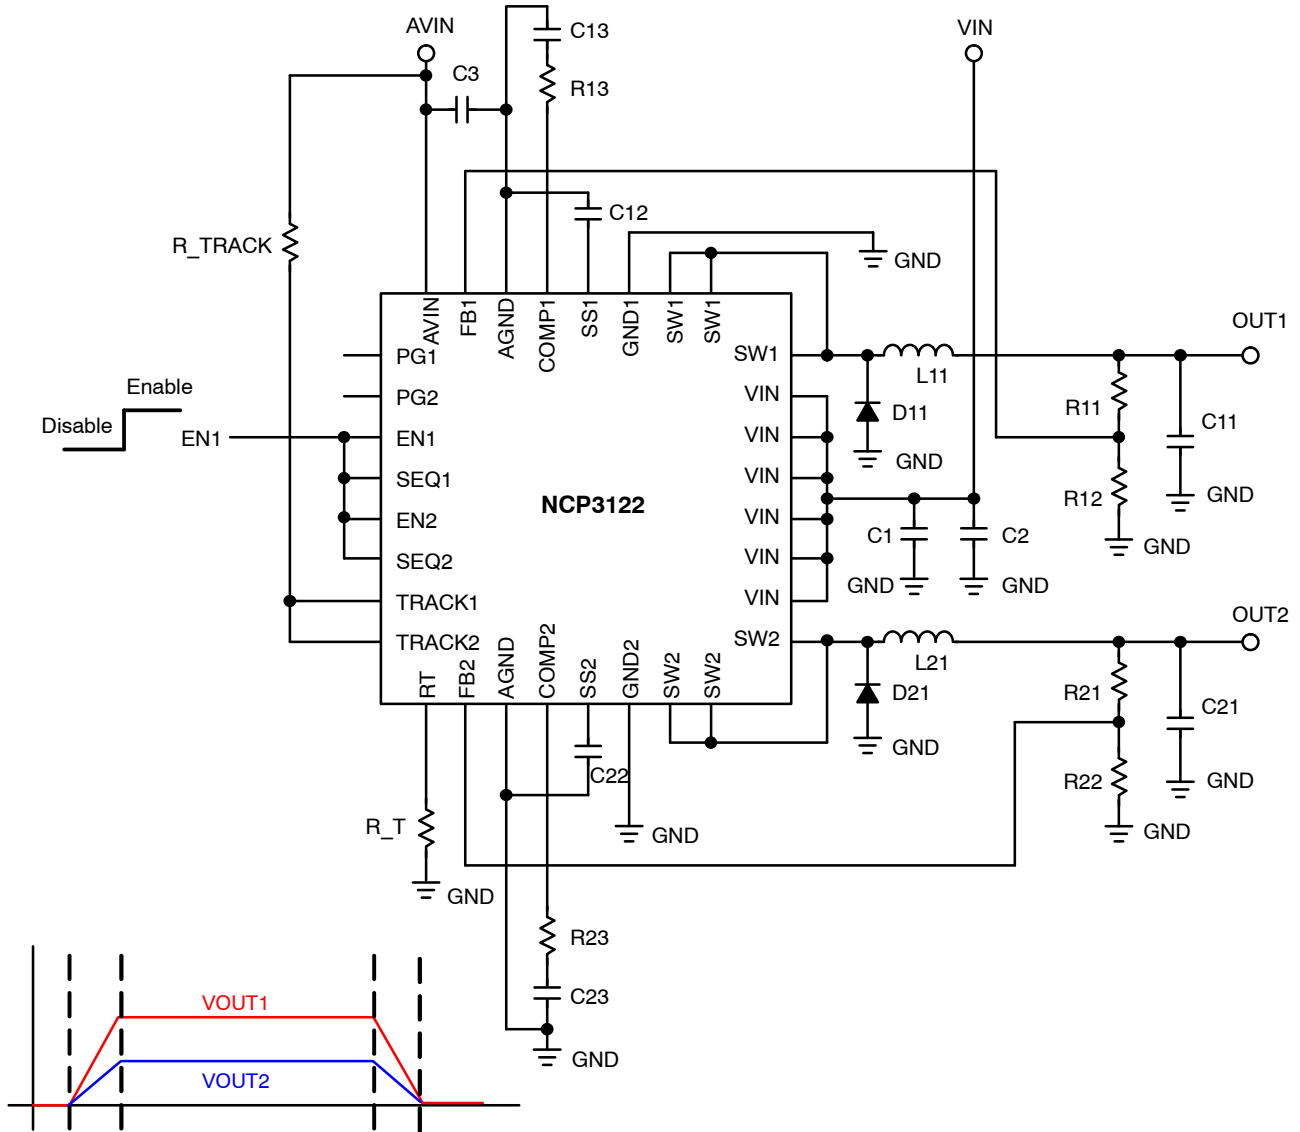 AVIN
C13
VIN
C3
R13
C12
R_TRACK
GND
AVIN
FB1
AGND
COMP1
SS1
GND1
SW1
SW1
OUT1
PG1
SW1
L11
Enable
PG2
VIN
R11
D11
C11
Disable
EN1
EN1
VIN
GND
SEQ1
VIN
R12
GND
NCP3122
EN2
VIN
C1
C2
GND
SEQ2
VIN
GND
GND
TRACK1
VIN
OUT2
TRACK2
SW2
L21
RT
FB2
AGND
COMP2
SS2
GND2
SW2
SW2
D21
R21
C21
GND
C22
R22
GND
R_T
GND
GND
GND
R23
C23
VOUT1
GND
VOUT2